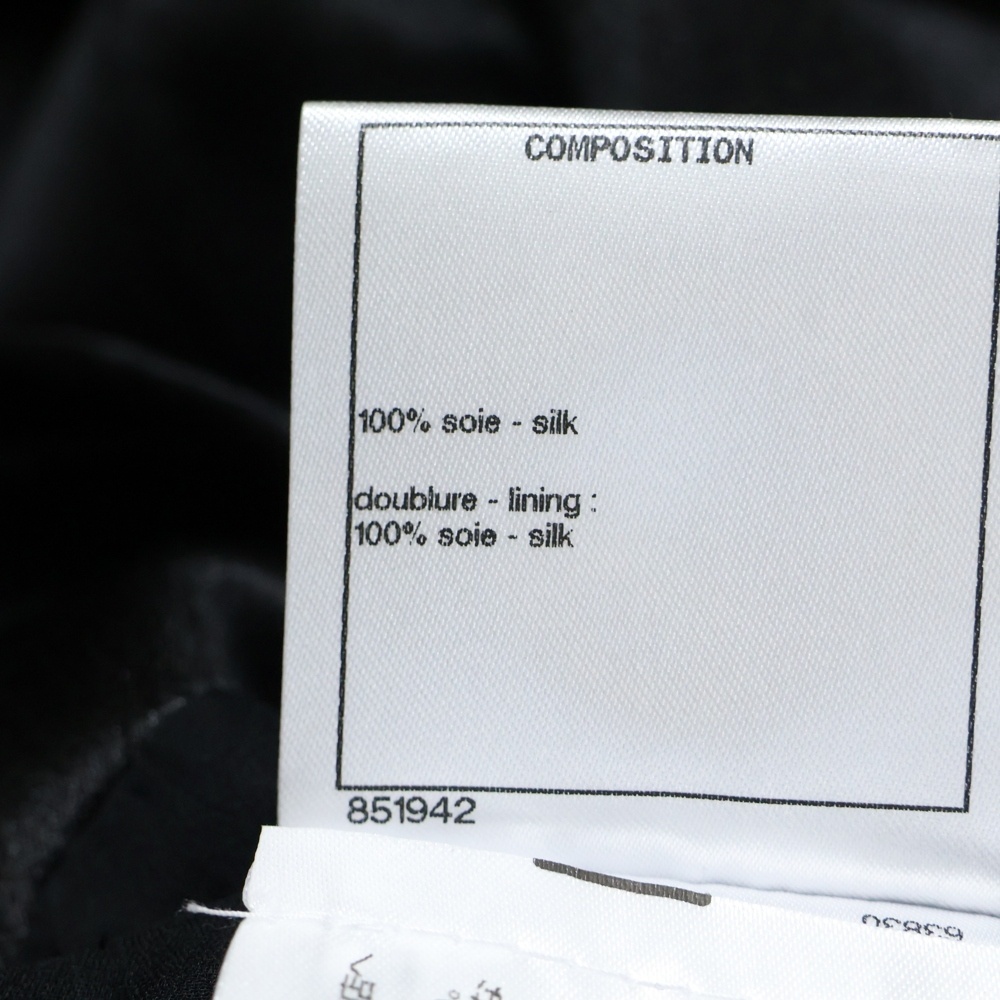 COMPOSITION
100% soie - silk
doublure - lining :
100% soie - silk
851942